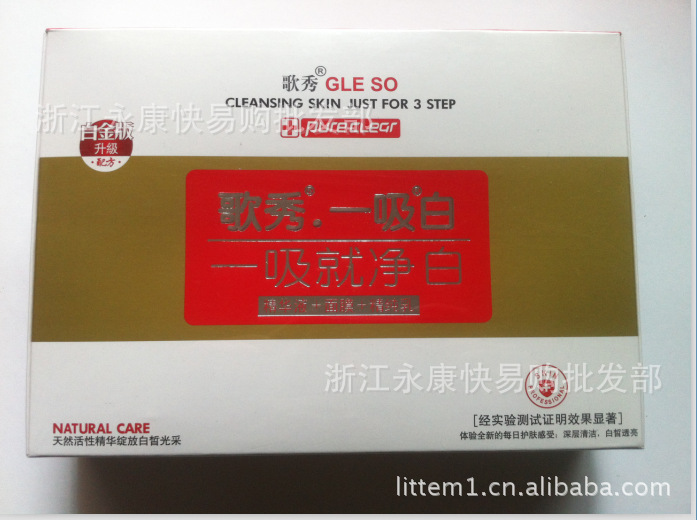 歌秀® GLE SO
CLEANSING SKIN JUST FOR 3 STEP
浙江永康快易购批发部
pureclear
白金版
升級
配方
歌秀®·一吸®白
一吸就净白
浙江永康快易购批发部
SKIN
PROFESSIONAL
NATURAL CARE
天然活性精华绽放白皙光采
[经实验测试证明效果显著]
体验全新的每日护肤感受：深层清洁，白皙透亮
littem1.cn.alibaba.com